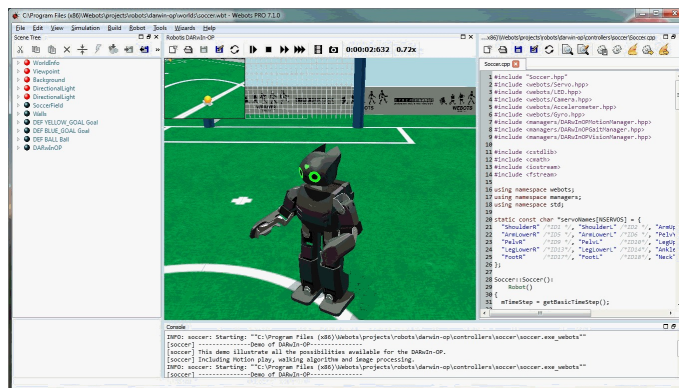 C:\Program Files (x86)\Webots\projects\robots\darwin-op\worlds\soccer.wbt - Webots PRO 7.1.0
File Edit View Simulation Build Robot Tools Wizards Help
Scene Tree
Robotis DARwIn-OP
...x86)\Webots\projects\robots\darwin-op\controllers\soccer\Soccer.cpp
0:00:02:632 0.72x
Soccer.cpp
WorldInfo
Viewpoint
Background
DirectionalLight
DirectionalLight
SoccerField
Walls
DEF YELLOW_GOAL Goal
DEF BLUE_GOAL Goal
DEF BALL Ball
DARwInOP
WEBOTS
1 #include "Soccer.hpp"
2 #include <webots/Servo.hpp>
3 #include <webots/LED.hpp>
4 #include <webots/Camera.hpp>
5 #include <webots/Accelerometer.hpp>
6 #include <webots/Gyro.hpp>
7 #include <managers/DARwInOPMotionManager.hpp>
8 #include <managers/DARwInOPGaitManager.hpp>
9 #include <managers/DARwInOPVisionManager.hpp>
10
11 #include <cstdlib>
12 #include <cmath>
13 #include <iostream>
14 #include <fstream>
15
16 using namespace webots;
17 using namespace managers;
18 using namespace std;
19
20 static const char *servoNames[NSERVOS] = {
21 "ShoulderR" /*ID1 */, "ShoulderL" /*ID2 */, "ArmUp
22 "ArmLowerR" /*ID5 */, "ArmLowerL" /*ID6 */, "PelvY
23 "PelvR" /*ID9 */, "PelvL" /*ID10*/, "LegUp
24 "LegLowerR" /*ID13*/, "LegLowerL" /*ID14*/, "Ankle
25 "FootR" /*ID17*/, "FootL" /*ID18*/, "Neck"
26 };
27
28 Soccer::Soccer():
29 Robot()
30 {
31 mTimeStep = getBasicTimeStep();
Console
INFO: soccer: Starting: ""C:\Program Files (x86)\Webots\projects\robots\darwin-op\controllers\soccer\soccer.exe_webots""
[soccer] ---------------Demo of DARwIn-OP---------------
[soccer] This demo illustrate all the possibilities available for the DARwIn-OP.
[soccer] Including Motion play, walking algorithm and image processing.
INFO: soccer: Starting: ""C:\Program Files (x86)\Webots\projects\robots\darwin-op\controllers\soccer\soccer.exe_webots""
[soccer] ---------------Demo of DARwIn-OP---------------